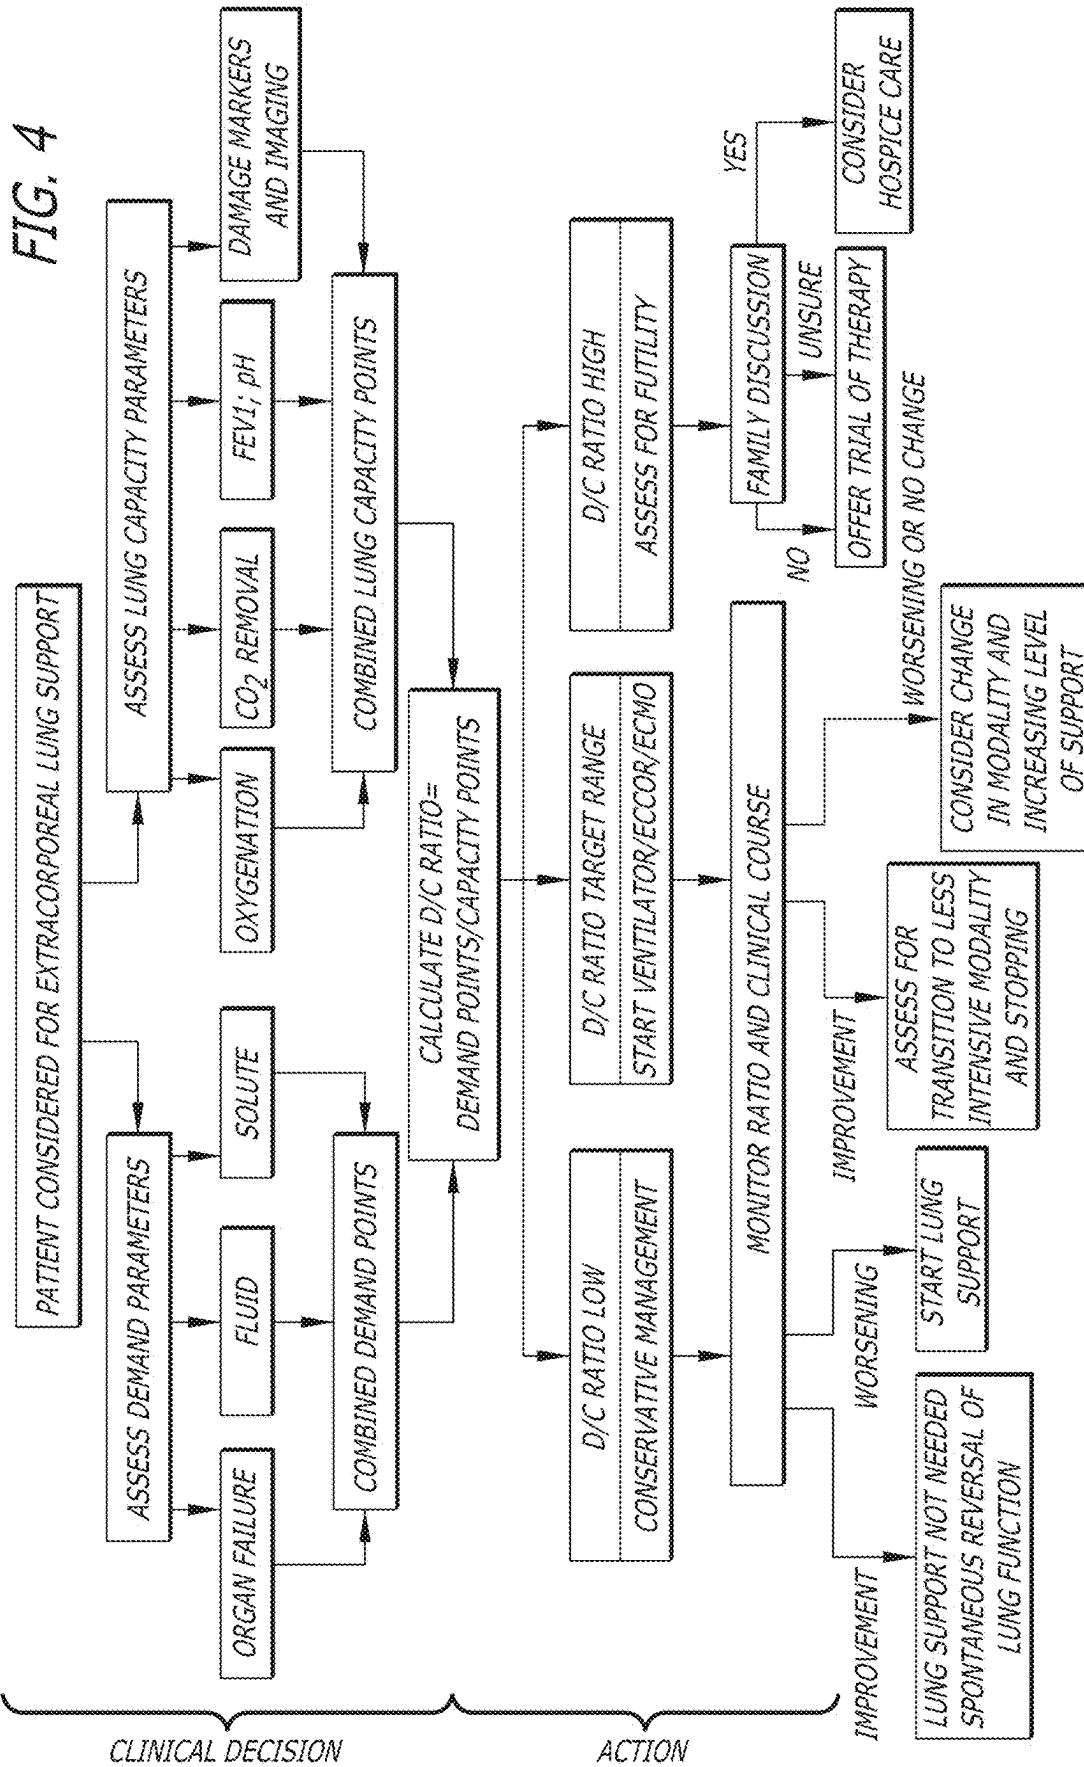 FIG. 4
PATIENT CONSIDERED FOR EXTRACORPOREAL LUNG SUPPORT
ASSESS DEMAND PARAMETERS
ASSESS LUNG CAPACITY PARAMETERS
ORGAN FAILURE
FLUID
SOLUTE
OXYGENATION
CO₂ REMOVAL
FEV1; pH
DAMAGE MARKERS
AND IMAGING
COMBINED DEMAND POINTS
COMBINED LUNG CAPACITY POINTS
CLINICAL DECISION
CALCULATE D/C RATIO=
DEMAND POINTS/CAPACITY POINTS
D/C RATIO LOW
CONSERVATIVE MANAGEMENT
D/C RATIO TARGET RANGE
START VENTILATOR/ECCOR/ECMO
D/C RATIO HIGH
ASSESS FOR FUTILITY
ACTION
MONITOR RATIO AND CLINICAL COURSE
FAMILY DISCUSSION
NO
UNSURE
YES
OFFER TRIAL OF THERAPY
CONSIDER
HOSPICE CARE
IMPROVEMENT
WORSENING
IMPROVEMENT
WORSENING OR NO CHANGE
LUNG SUPPORT NOT NEEDED
SPONTANEOUS REVERSAL OF
LUNG FUNCTION
START LUNG
SUPPORT
ASSESS FOR
TRANSITION TO LESS
INTENSIVE MODALITY
AND STOPPING
CONSIDER CHANGE
IN MODALITY AND
INCREASING LEVEL
OF SUPPORT